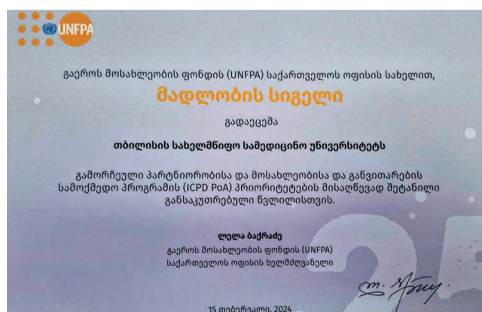 UNFPA
გაეროს მოსახლეობის ფონდის (UNFPA) საქართველოს ოფისის სახელით,
მადლობის სიგელი
გადაეცემა
თბილისის სახელმწიფო სამედიცინო უნივერსიტეტს
გამორჩეული პარტნიორობისა და მოსახლეობისა და განვითარების
სამოქმედო პროგრამის (ICPD PoA) პრიორიტეტების მისაღწევად შეტანილი
განსაკუთრებული წვლილისთვის.
ლელა ბაქრაძე
გაეროს მოსახლეობის ფონდის (UNFPA)
საქართველოს ოფისის ხელმძღვანელი
15 თებერვალი, 2024